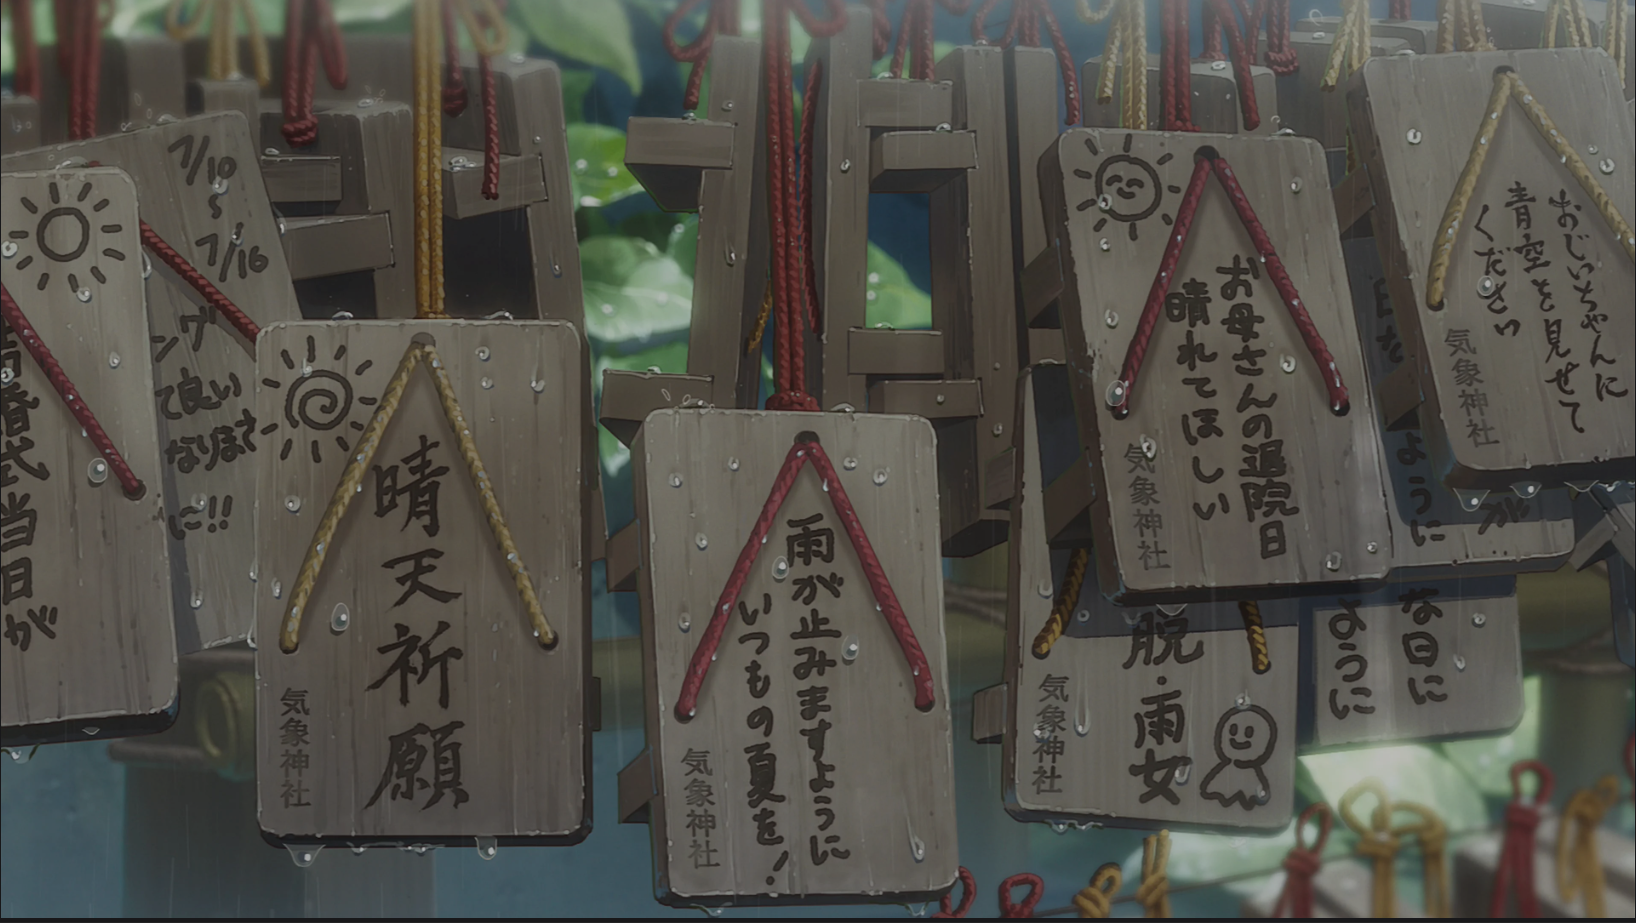 7/10
〜
7/16
ング
て良い
なりまさ
に!!
結婚式当日が
晴天祈願
気象神社
雨が止みますように
いつもの夏を!
気象神社
お母さんの退院日
晴れてほしい
気象神社
脱・雨女
気象神社
おじいちゃんに
青空を見せて
ください
気象神社
ように
が
な日に
ように